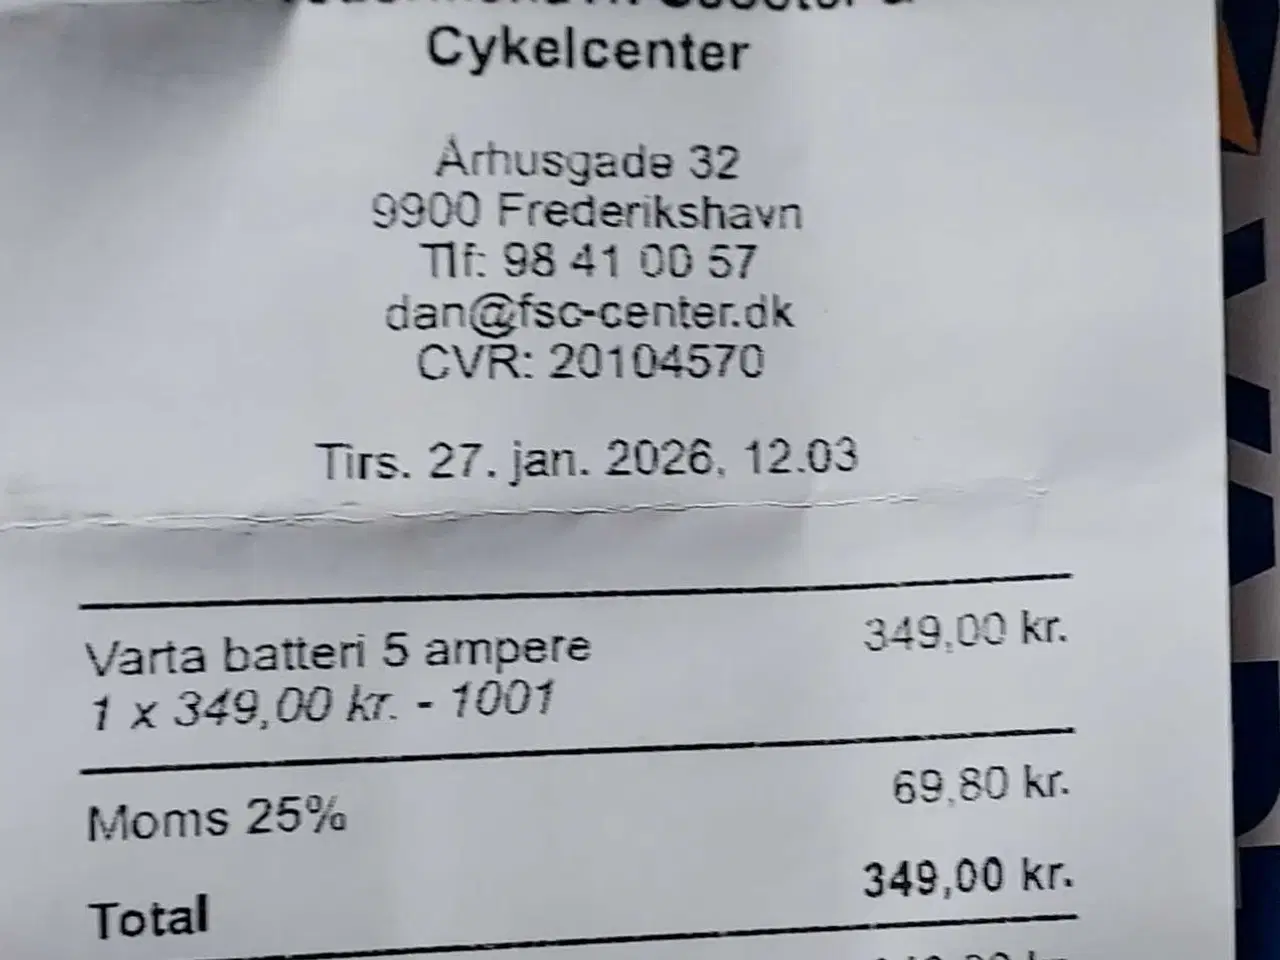 Cykelcenter
Århusgade 32
9900 Frederikshavn
Tlf: 98 41 00 57
dan@fsc-center.dk
CVR: 20104570
Tirs. 27. jan. 2026, 12.03
Varta batteri 5 ampere 349,00 kr.
1 x 349,00 kr. - 1001
Moms 25% 69,80 kr.
Total 349,00 kr.